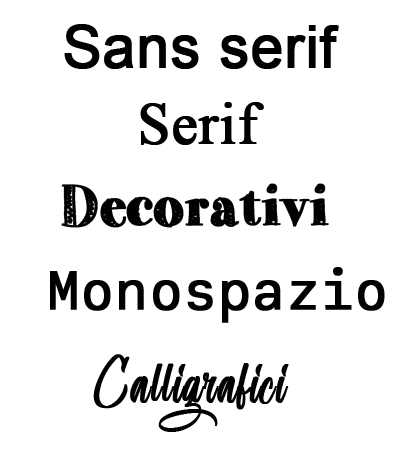 Sans serif
Serif
Decorativi
Monospazio
Calligrafici